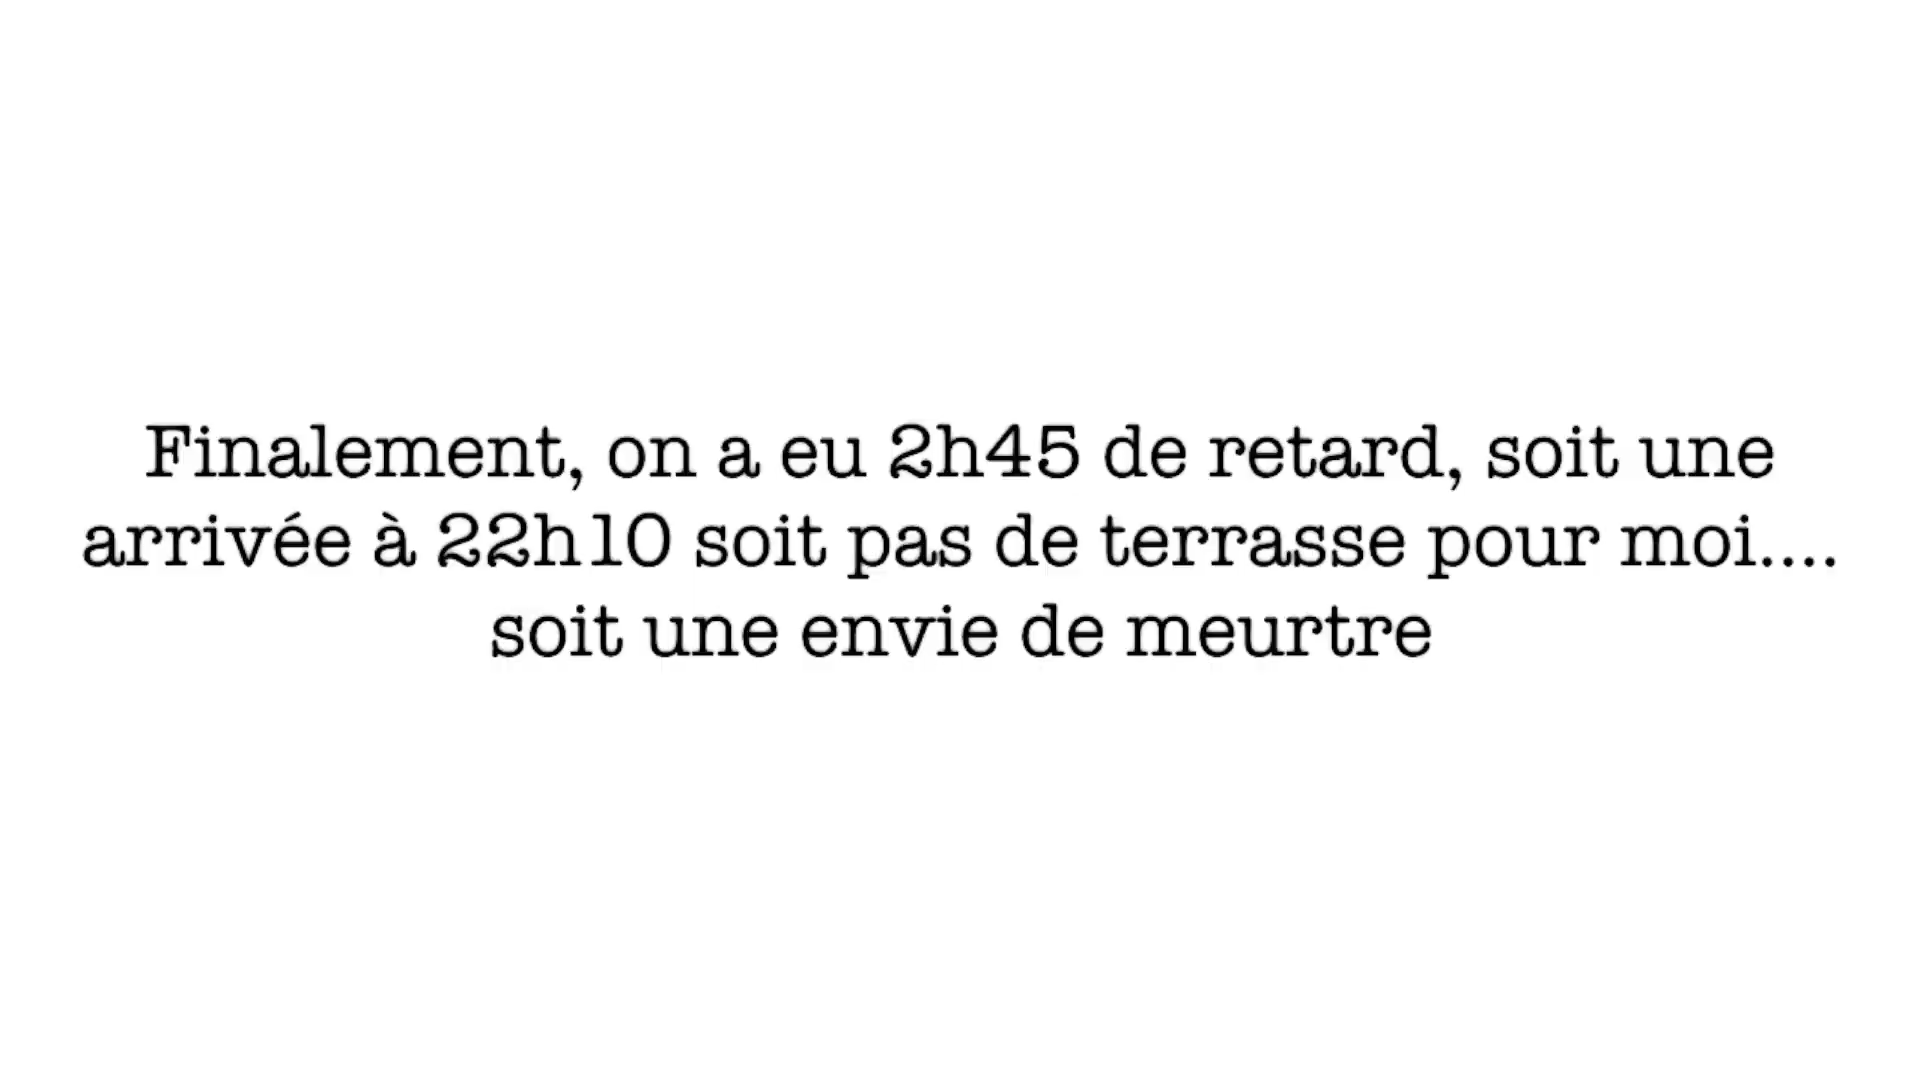 Finalement, on a eu 2h45 de retard, soit une
arrivée à 22h10 soit pas de terrasse pour moi....
soit une envie de meurtre